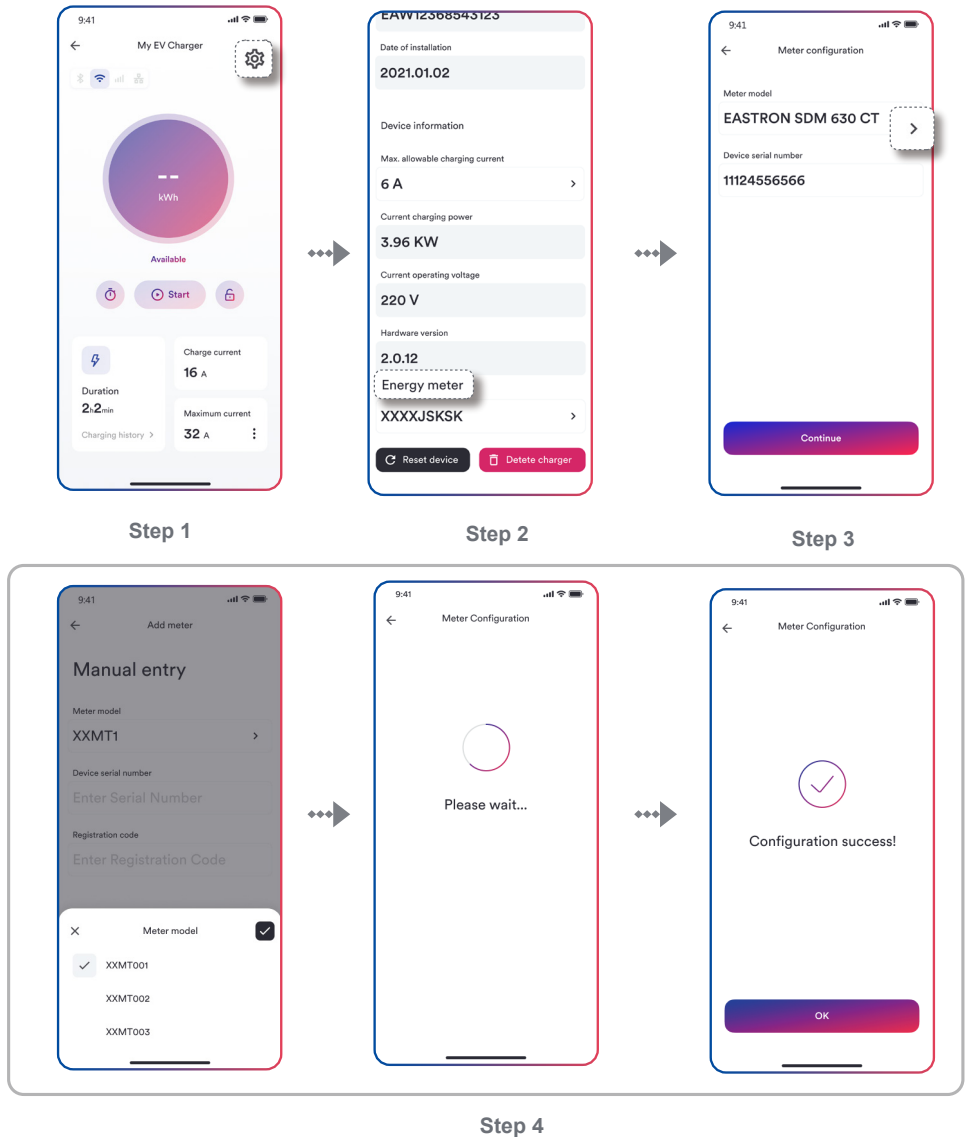 9:41
My EV Charger
--
kWh
Available
Start
Duration
2h2min
Charging history >
Charge current
16 A
Maximum current
32 A
Step 1
EAW12368543123
Date of installation
2021.01.02
Device information
Max. allowable charging current
6 A
Current charging power
3.96 KW
Current operating voltage
220 V
Hardware version
2.0.12
Energy meter
XXXXJSKSK
Reset device
Detete charger
Step 2
9:41
Meter configuration
Meter model
EASTRON SDM 630 CT
Device serial number
11124556566
Continue
Step 3
9:41
Add meter
Manual entry
Meter model
XXMT1
Device serial number
Enter Serial Number
Registration code
Enter Registration Code
Meter model
XXMT001
XXMT002
XXMT003
9:41
Meter Configuration
Please wait...
9:41
Meter Configuration
Configuration success!
OK
Step 4